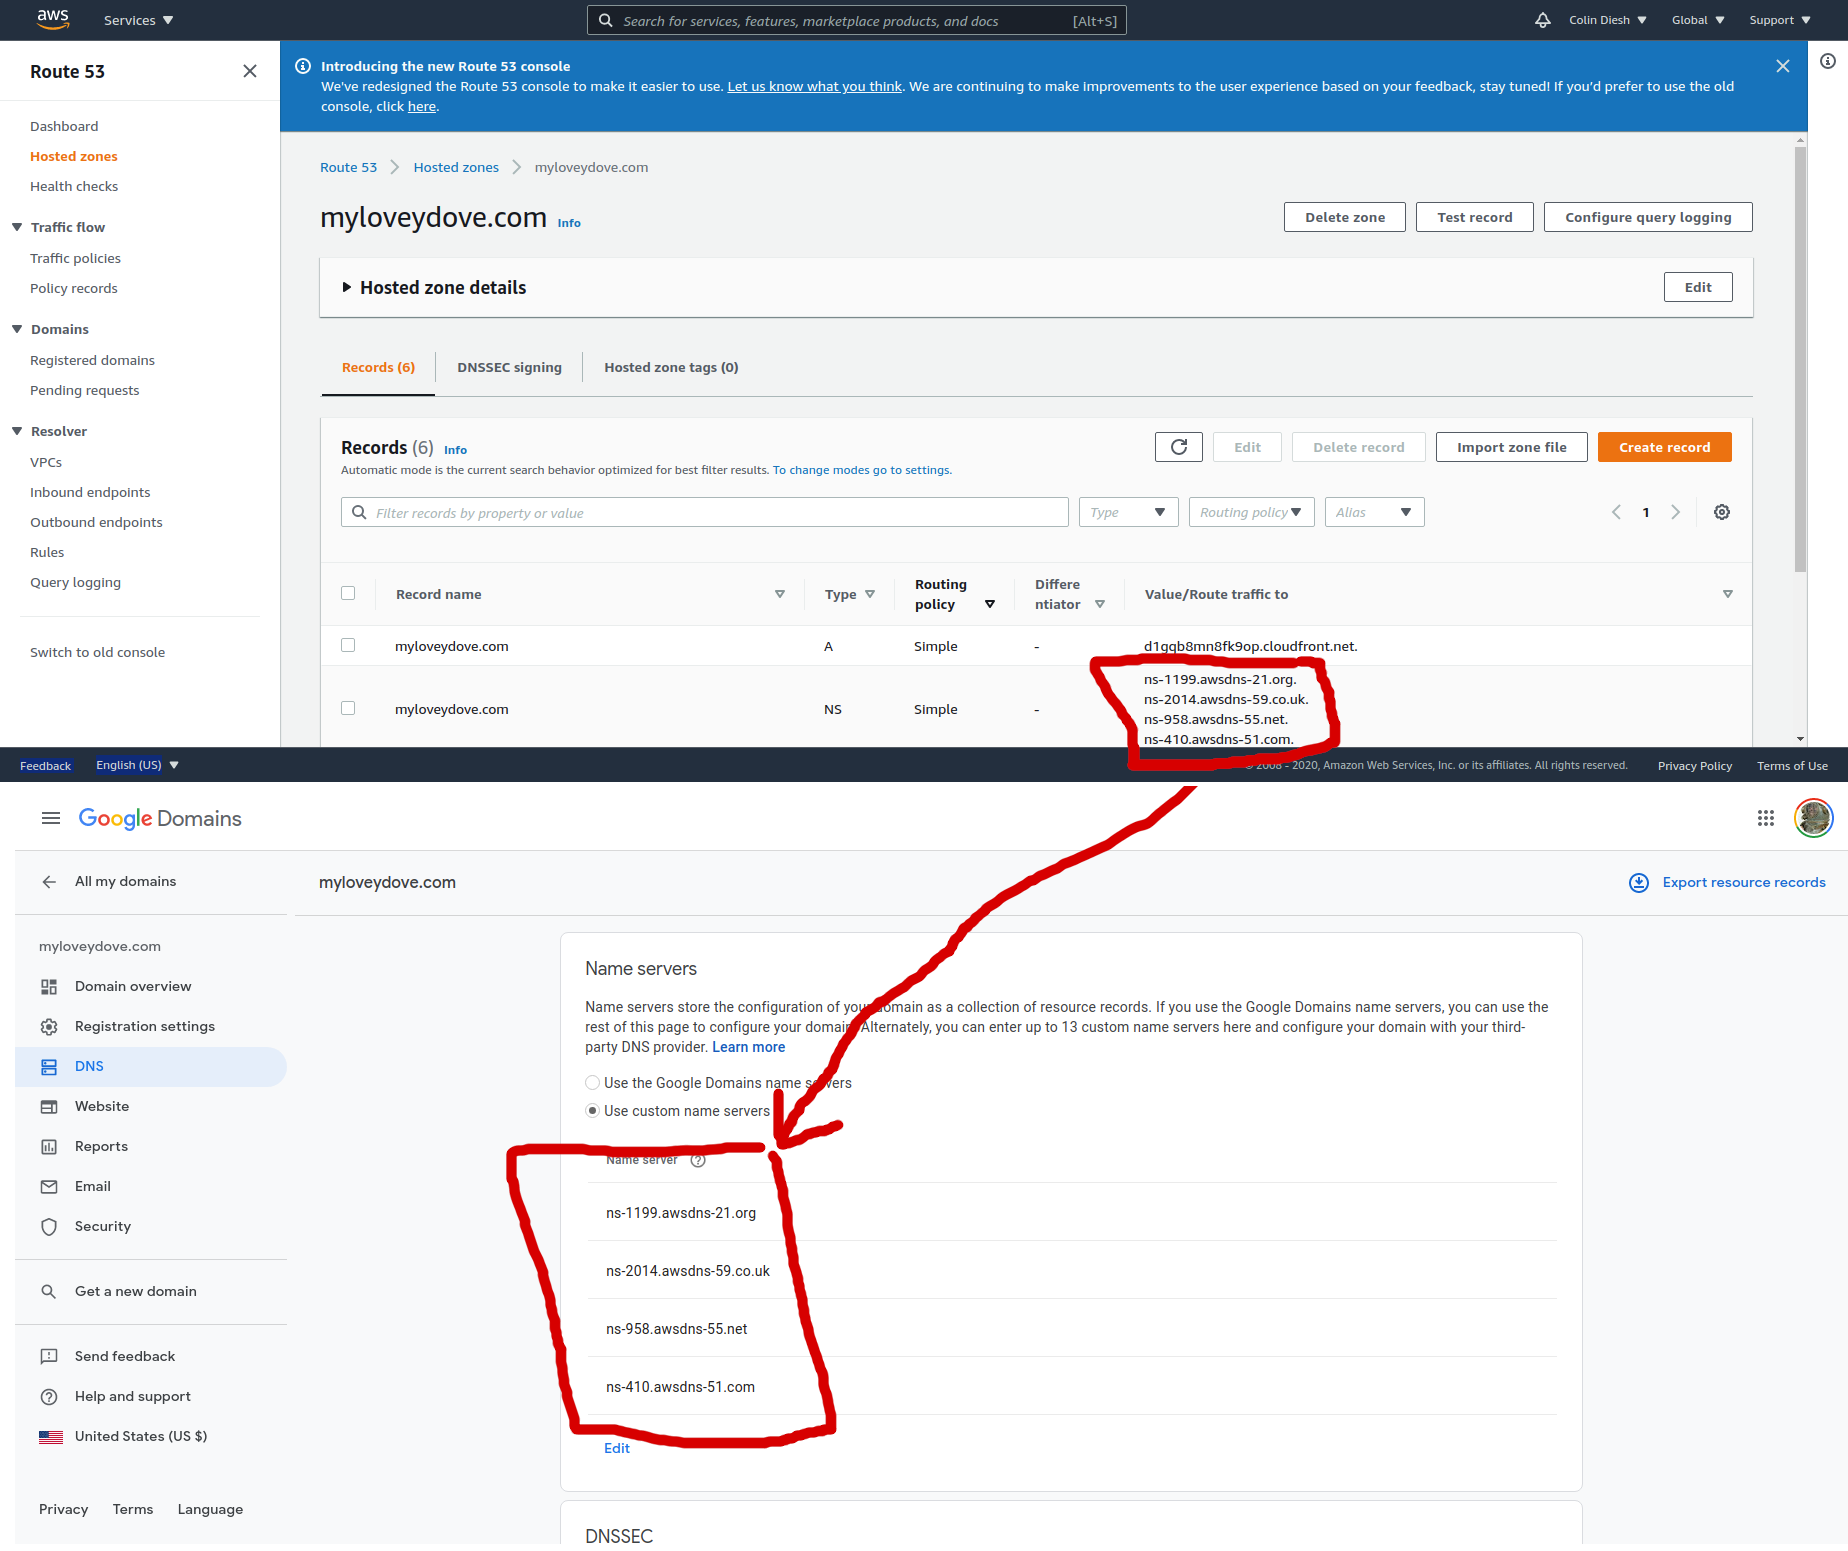 aws Services Search for services, features, marketplace products, and docs [Alt+S] Colin Diesh Global Support
Route 53
Introducing the new Route 53 console
We've redesigned the Route 53 console to make it easier to use. Let us know what you think. We are continuing to make improvements to the user experience based on your feedback, stay tuned! If you'd prefer to use the old
console, click here.
Dashboard
Hosted zones
Health checks
Traffic flow
Traffic policies
Policy records
Domains
Registered domains
Pending requests
Resolver
VPCs
Inbound endpoints
Outbound endpoints
Rules
Query logging
Switch to old console
Route 53 Hosted zones myloveydove.com
myloveydove.com Info Delete zone Test record Configure query logging
Hosted zone details Edit
Records (6) DNSSEC signing Hosted zone tags (0)
Records (6) Info Edit Delete record Import zone file Create record
Automatic mode is the current search behavior optimized for best filter results. To change modes go to settings.
Filter records by property or value Type Routing policy Alias 1
Record name Type Routing policy Differe ntiator Value/Route traffic to
myloveydove.com A Simple - d1gqb8mn8fk9op.cloudfront.net.
ns-1199.awsdns-21.org.
ns-2014.awsdns-59.co.uk.
myloveydove.com NS Simple -
ns-958.awsdns-55.net.
ns-410.awsdns-51.com.
Feedback English (US) © 2008 - 2020, Amazon Web Services, Inc. or its affiliates. All rights reserved. Privacy Policy Terms of Use
Google Domains
All my domains
myloveydove.com
Export resource records
myloveydove.com
Domain overview
Registration settings
DNS
Website
Reports
Email
Security
Get a new domain
Send feedback
Help and support
United States (US $)
Privacy Terms Language
Name servers
Name servers store the configuration of your domain as a collection of resource records. If you use the Google Domains name servers, you can use the
rest of this page to configure your domain. Alternately, you can enter up to 13 custom name servers here and configure your domain with your third-
party DNS provider. Learn more
Use the Google Domains name servers
Use custom name servers
Name server
ns-1199.awsdns-21.org
ns-2014.awsdns-59.co.uk
ns-958.awsdns-55.net
ns-410.awsdns-51.com
Edit
DNSSEC